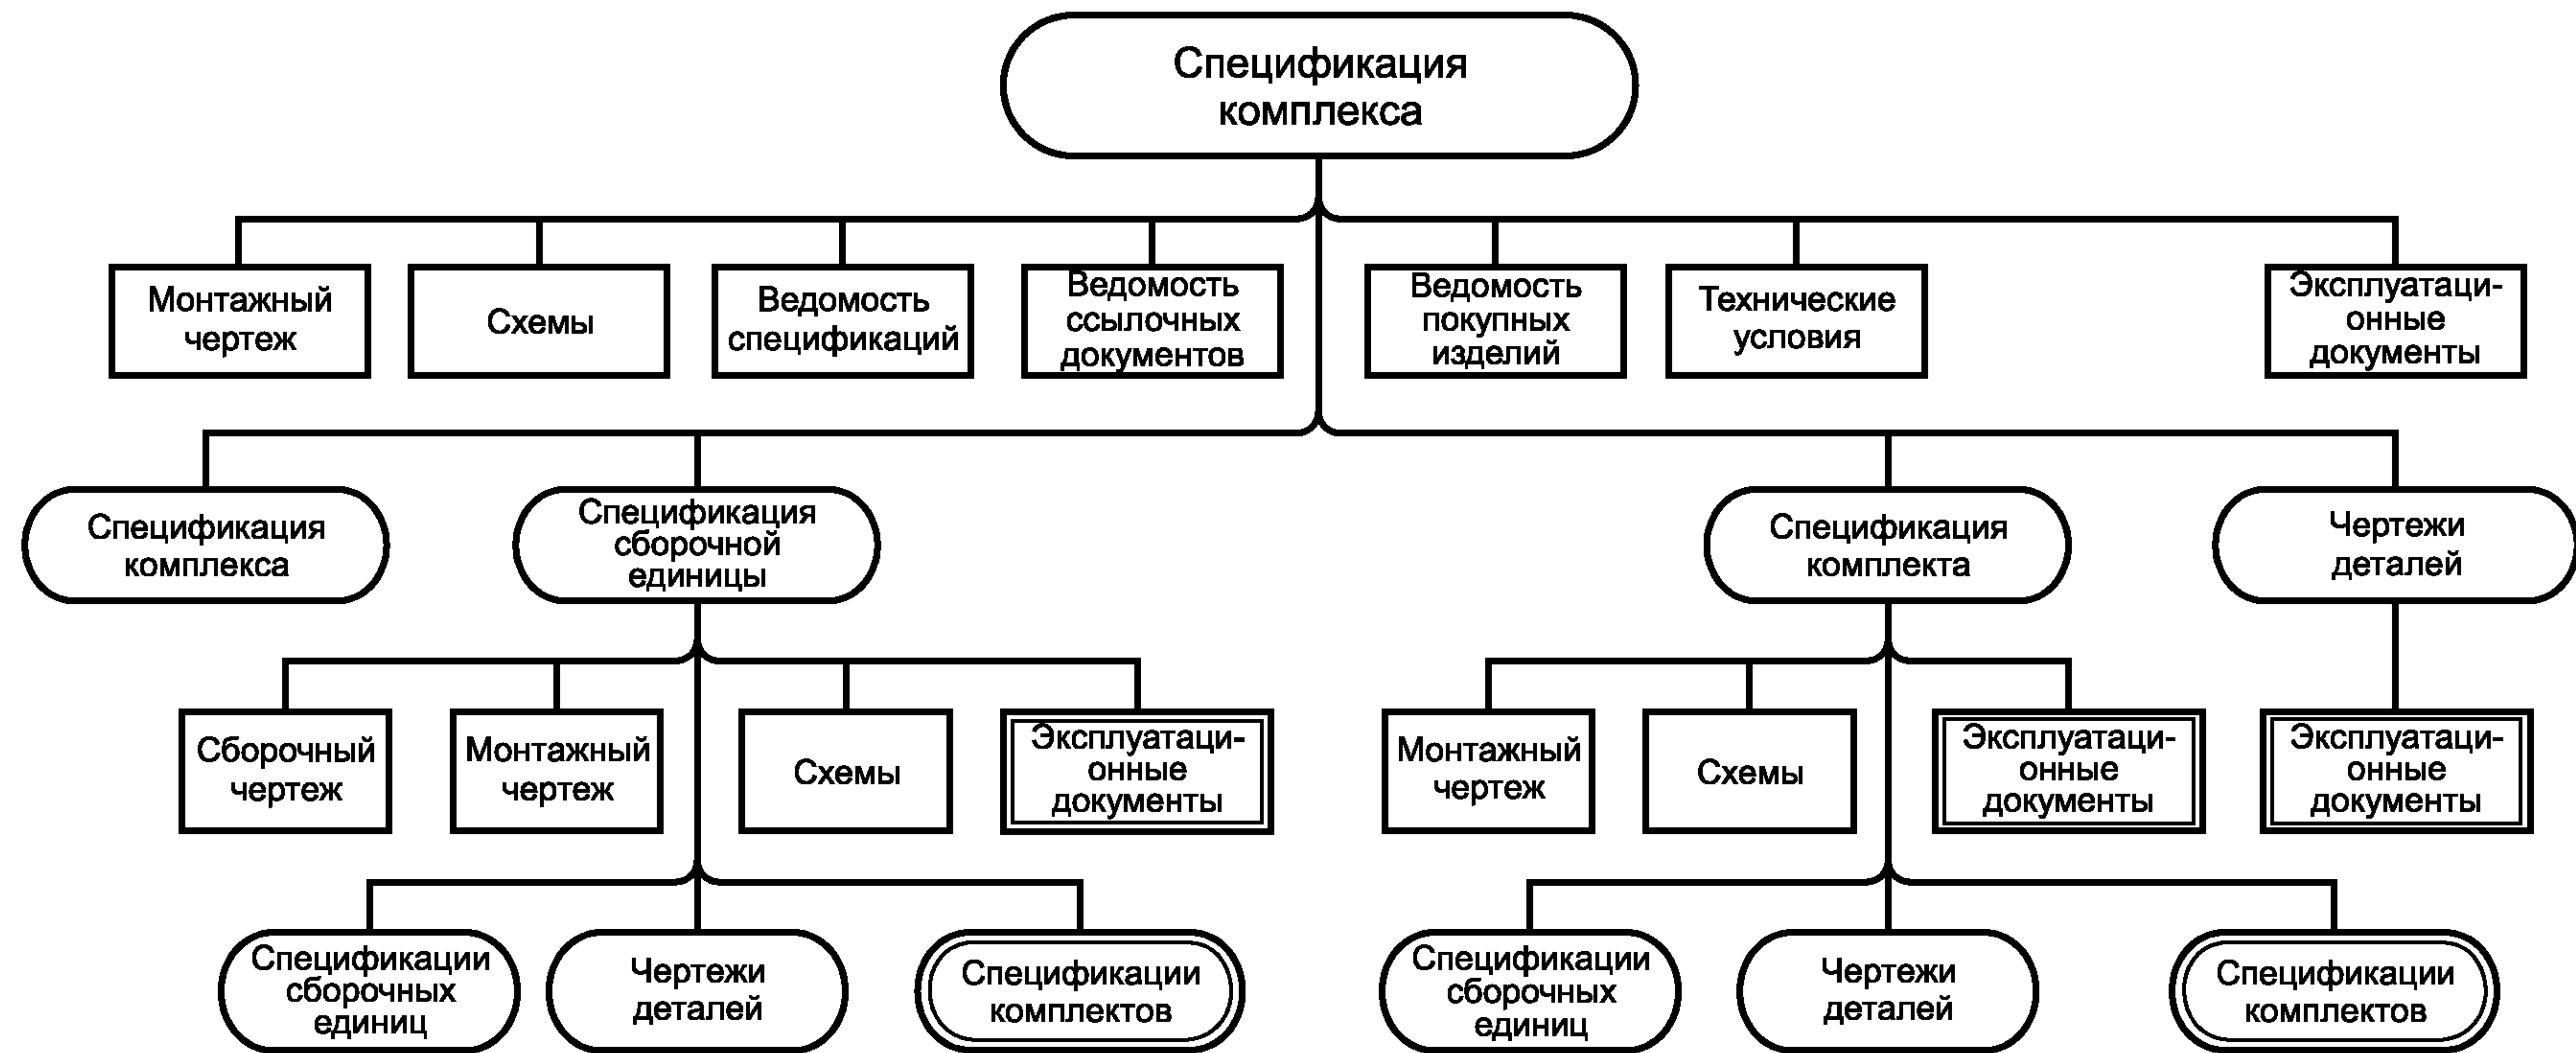 Спецификация
комплекса
Монтажный
чертеж
Схемы
Ведомость
спецификаций
Ведомость
ссылочных
документов
Ведомость
покупных
изделий
Технические
условия
Эксплуатаци-
онные
документы
Спецификация
комплекса
Спецификация
сборочной
единицы
Спецификация
комплекта
Чертежи
деталей
Сборочный
чертеж
Монтажный
чертеж
Схемы
Эксплуатаци-
онные
документы
Монтажный
чертеж
Схемы
Эксплуатаци-
онные
документы
Эксплуатаци-
онные
документы
Спецификации
сборочных
единиц
Чертежи
деталей
Спецификации
комплектов
Спецификации
сборочных
единиц
Чертежи
деталей
Спецификации
комплектов